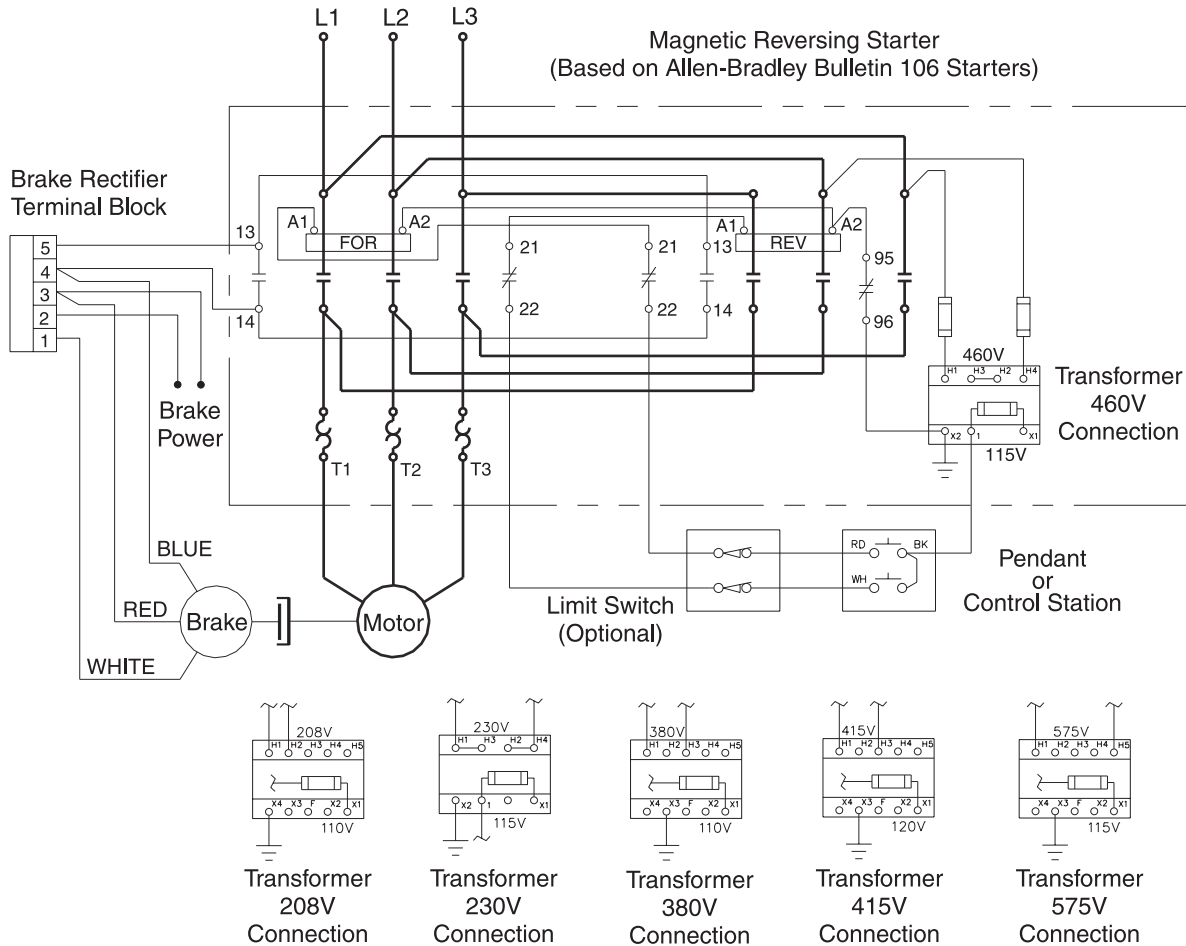 L1
L2
L3
Magnetic Reversing Starter
(Based on Allen-Bradley Bulletin 106 Starters)
Brake Rectifier
Terminal Block
5
4
3
2
1
13
14
A1
FOR
A2
21
22
21
22
13
14
A1
REV
A2
95
96
460V
H1
H3
H2
H4
X2
1
X1
115V
Transformer
460V
Connection
Brake
Power
T1
T2
T3
BLUE
RED
WHITE
Brake
Motor
Limit Switch
(Optional)
RD
BK
WH
Pendant
or
Control Station
208V
H1 H2 H3 H4 H5
X4 X3 F X2 X1
110V
Transformer
208V
Connection
230V
H1 H3 H2 H4
X2 1 X1
115V
Transformer
230V
Connection
380V
H1 H2 H3 H4 H5
X4 X3 F X2 X1
110V
Transformer
380V
Connection
415V
H1 H2 H3 H4 H5
X4 X3 F X2 X1
120V
Transformer
415V
Connection
575V
H1 H2 H3 H4 H5
X4 X3 F X2 X1
115V
Transformer
575V
Connection